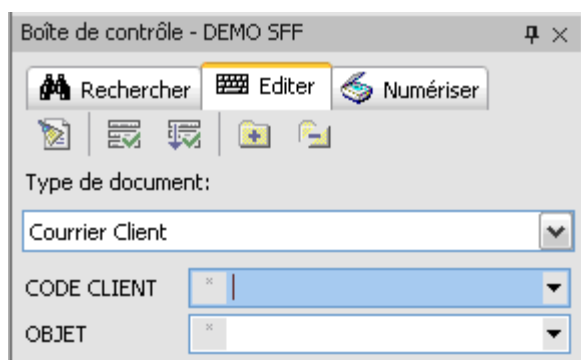 Boîte de contrôle - DEMO SFF
Rechercher Editer Numériser
Type de document:
Courrier Client
CODE CLIENT *
OBJET *